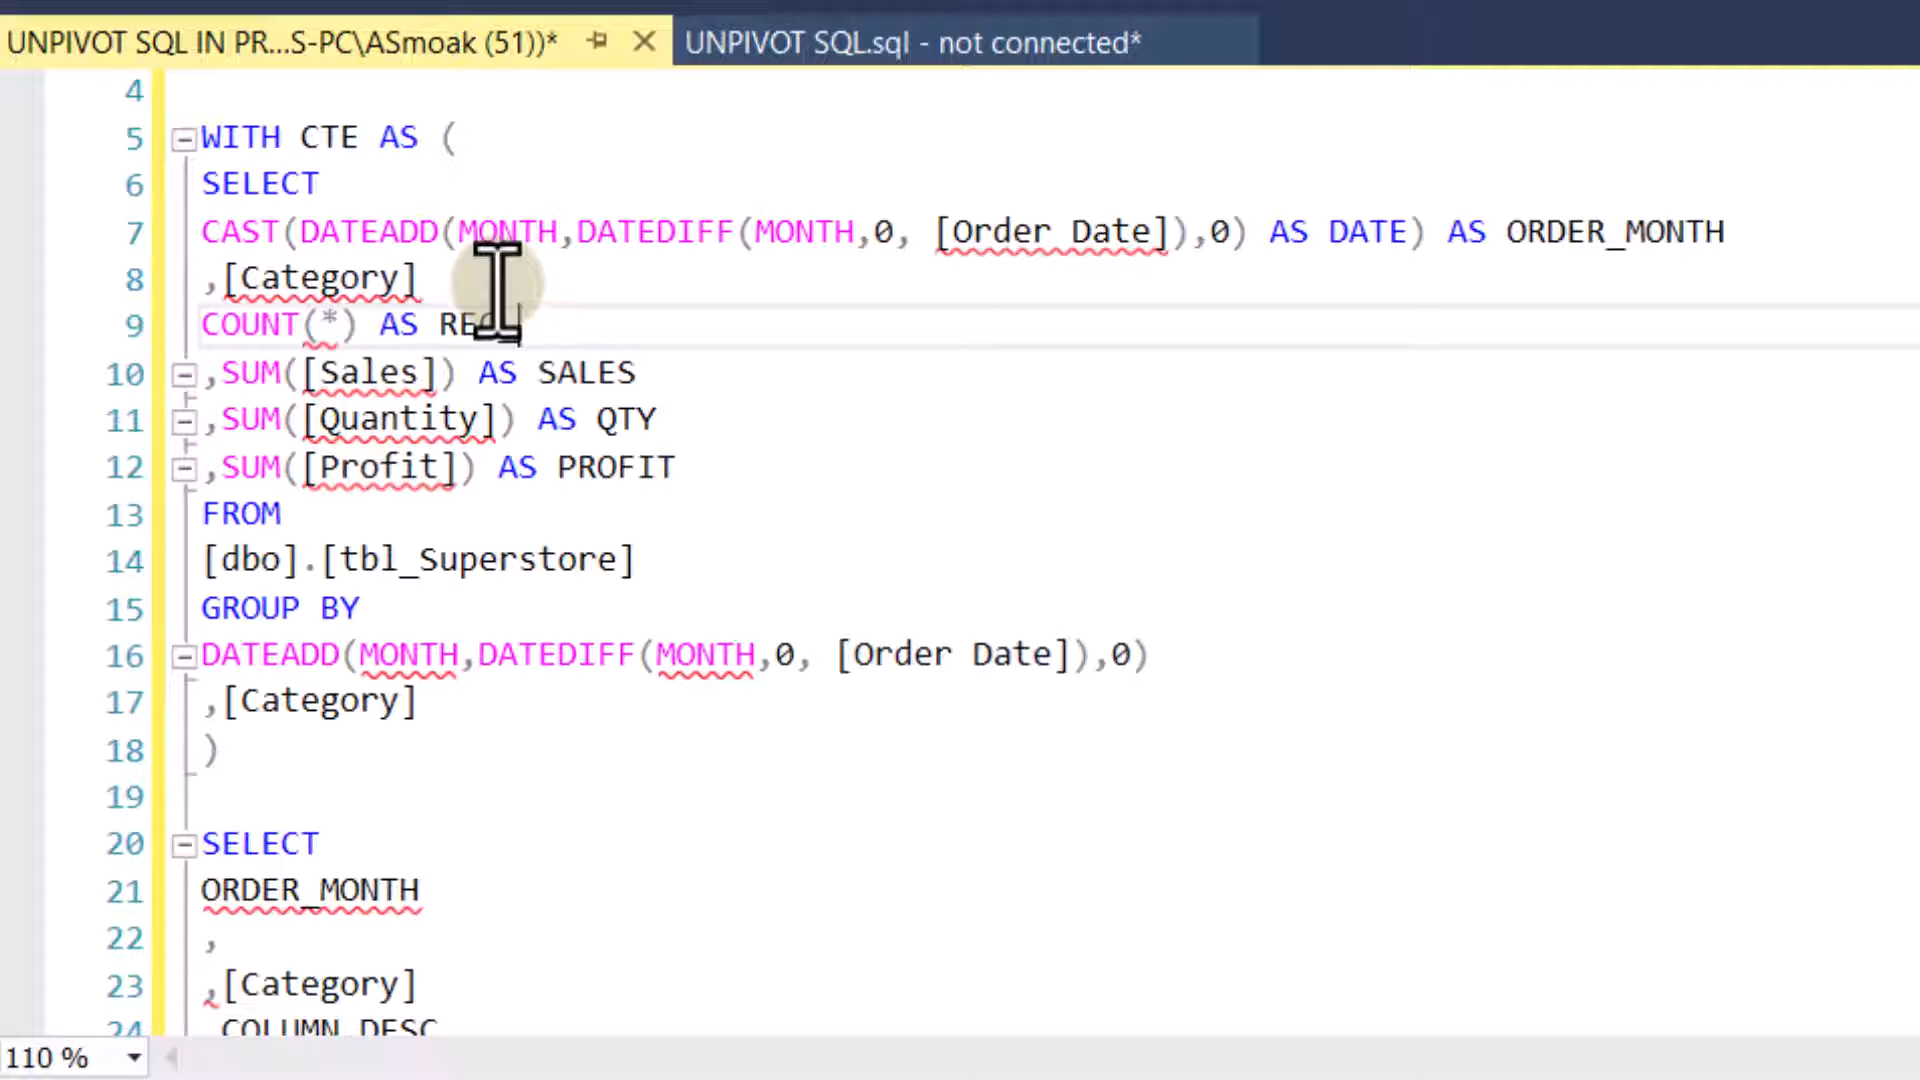 UNPIVOT SQL IN PR...S-PC\ASmoak (51))* UNPIVOT SQL.sql - not connected*
4
5 WITH CTE AS (
6 SELECT
7 CAST(DATEADD(MONTH,DATEDIFF(MONTH,0, [Order Date]),0) AS DATE) AS ORDER_MONTH
8 ,[Category]
9 COUNT(*) AS
10 ,SUM([Sales]) AS SALES
11 ,SUM([Quantity]) AS QTY
12 ,SUM([Profit]) AS PROFIT
13 FROM
14 [dbo].[tbl_Superstore]
15 GROUP BY
16 DATEADD(MONTH,DATEDIFF(MONTH,0, [Order Date]),0)
17 ,[Category]
18 )
19
20 SELECT
21 ORDER_MONTH
22 ,
23 ,[Category]
24 COLUMN_DESC
110 %